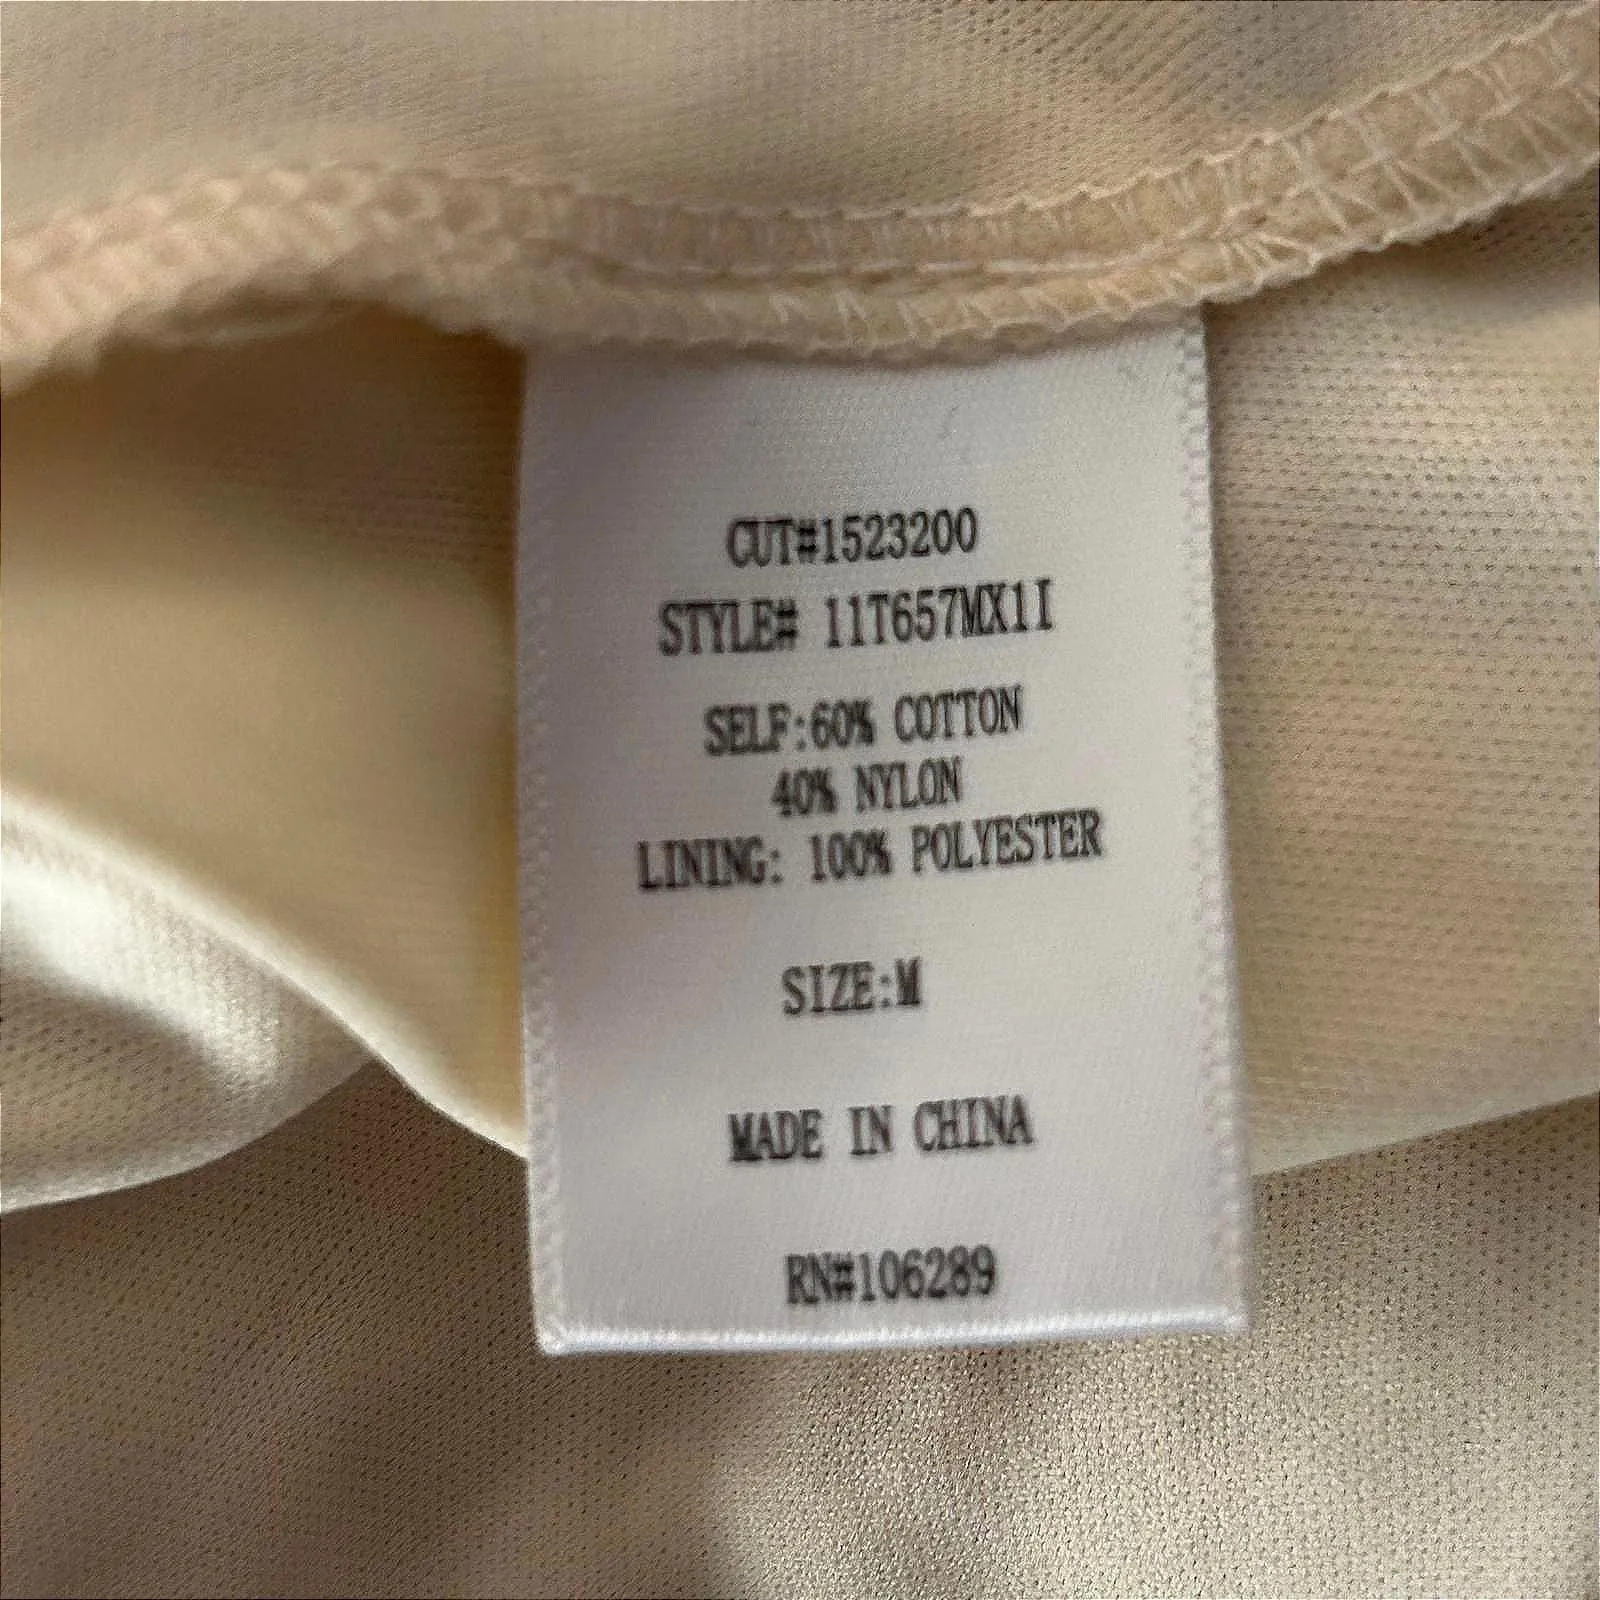 CUT#1523200
STYLE# 11T657MX1I
SELF:60% COTTON
40% NYLON
LINING: 100% POLYESTER
SIZE:M
MADE IN CHINA
RN#106289